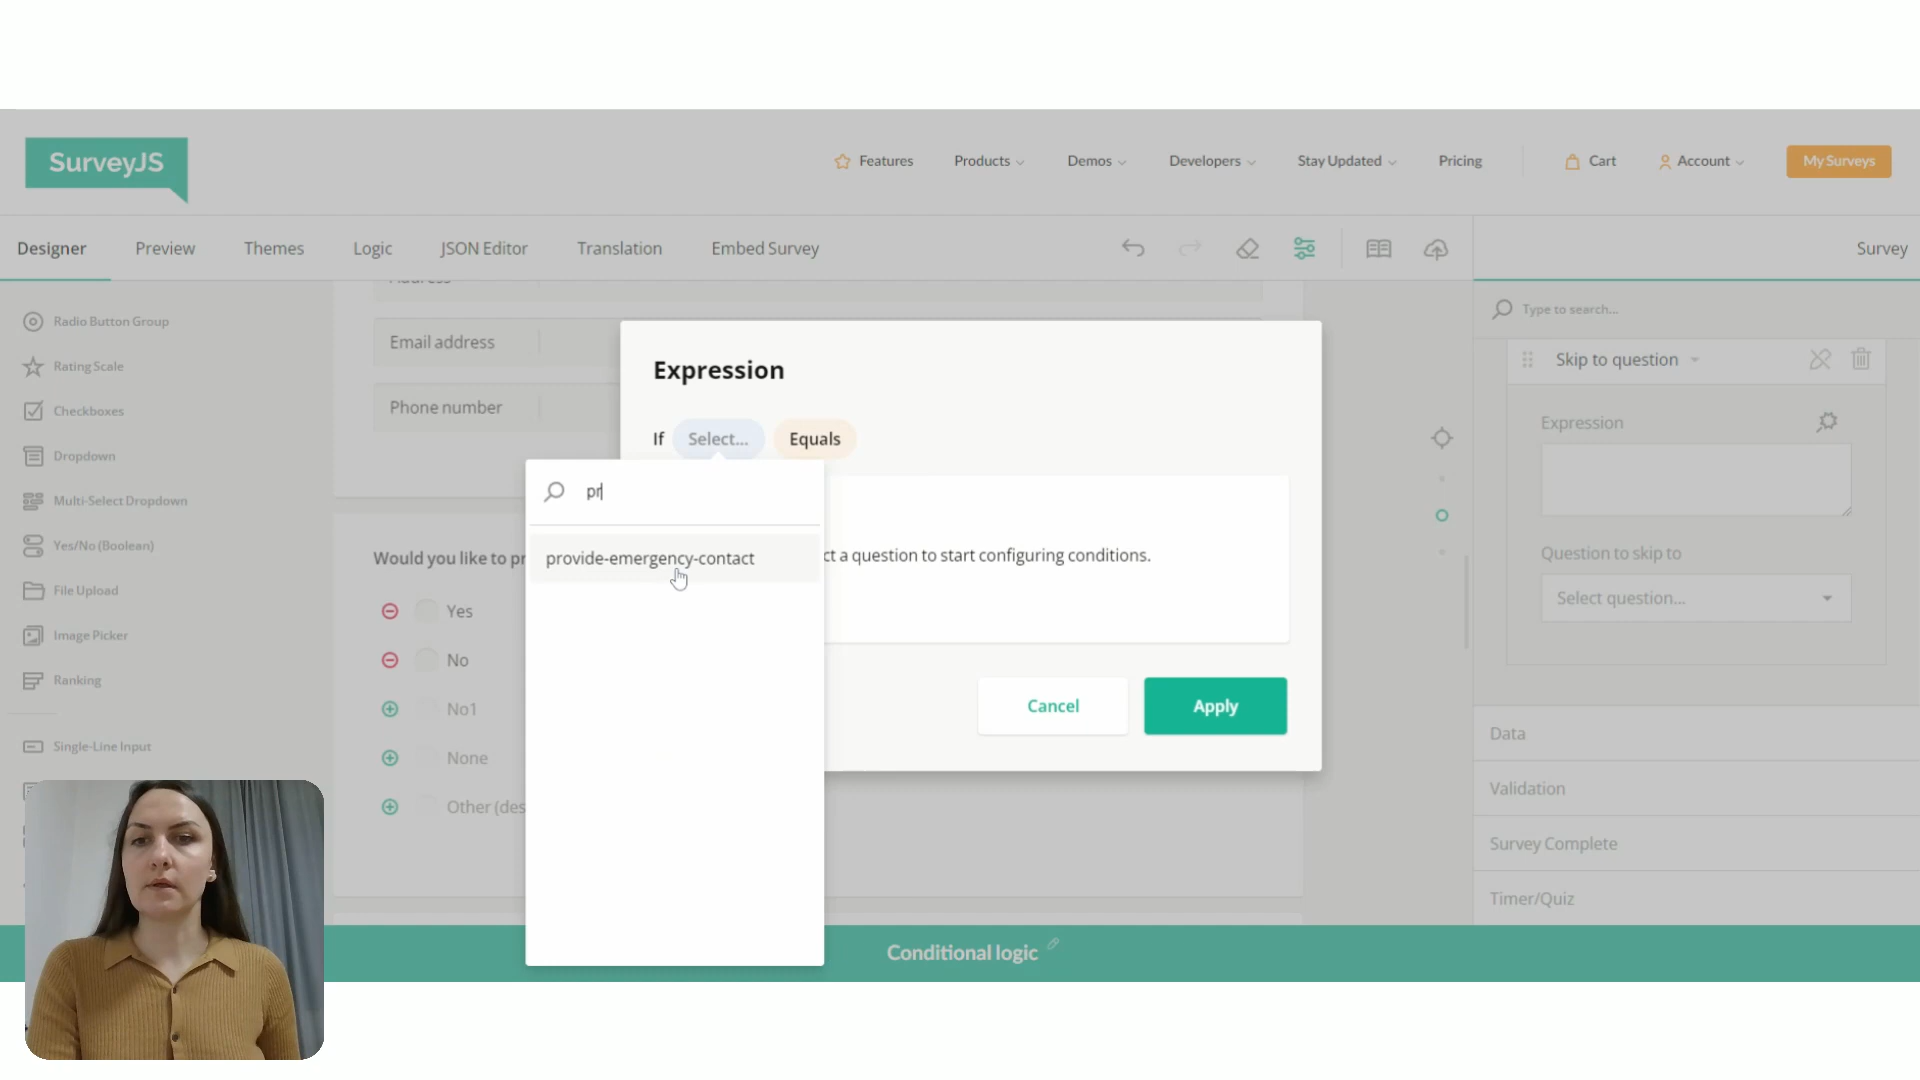 SurveyJS
Features
Products
Demos
Developers
Stay Updated
Pricing
Cart
Account
My Surveys
Designer
Preview
Themes
Logic
JSON Editor
Translation
Embed Survey
Survey
Radio Button Group
Rating Scale
Checkboxes
Dropdown
Multi-Select Dropdown
Yes/No (Boolean)
File Upload
Image Picker
Ranking
Single-Line Input
Email address
Phone number
Would you like to pr
Yes
No
No1
None
Other (des
Expression
If Select... Equals
pr
provide-emergency-contact
ct a question to start configuring conditions.
Cancel
Apply
Type to search...
Skip to question
Expression
Question to skip to
Select question...
Data
Validation
Survey Complete
Timer/Quiz
Conditional logic